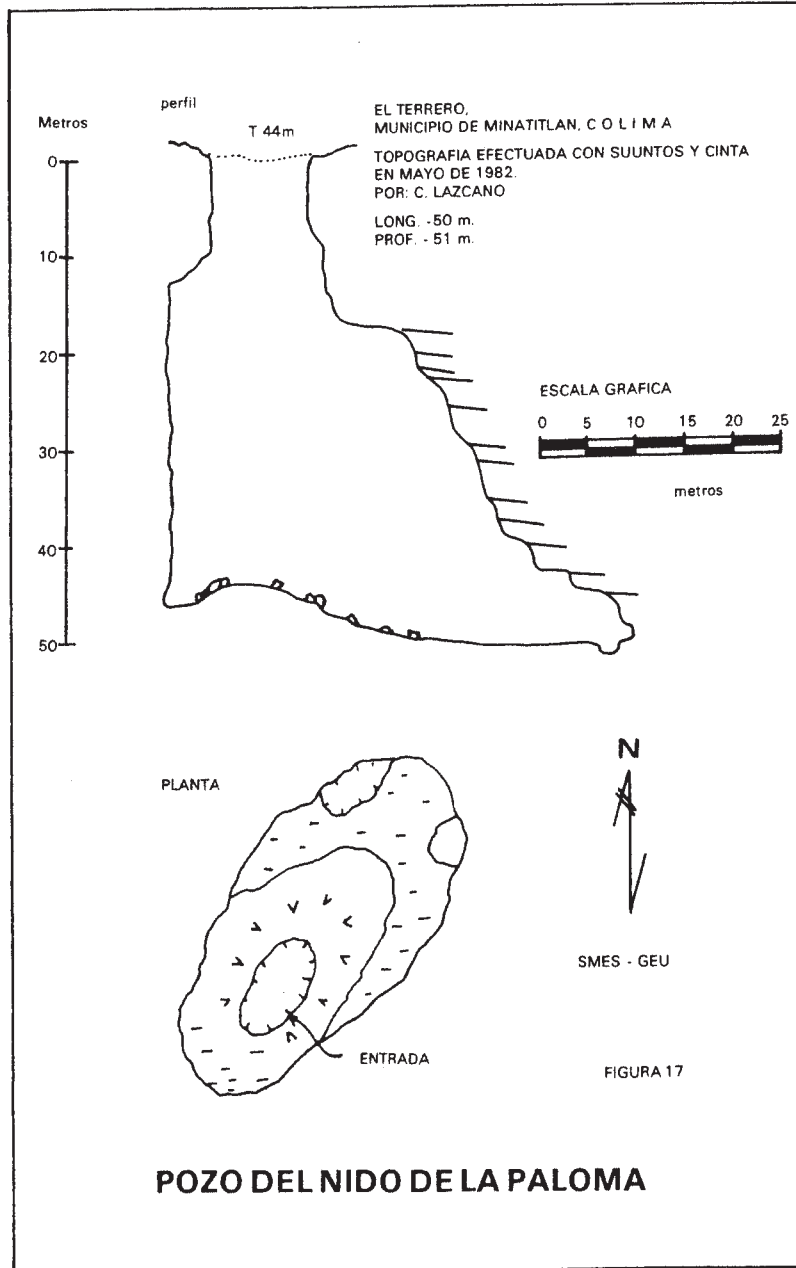 perfil
Metros
T 44m
EL TERRERO,
MUNICIPIO DE MINATITLAN, C O L I M A
TOPOGRAFIA EFECTUADA CON SUUNTOS Y CINTA
EN MAYO DE 1982.
POR: C. LAZCANO
LONG. -50 m.
PROF. - 51 m.
0
10
20
30
40
50
ESCALA GRAFICA
0 5 10 15 20 25
metros
PLANTA
N
SMES - GEU
ENTRADA
FIGURA 17
POZO DEL NIDO DE LA PALOMA